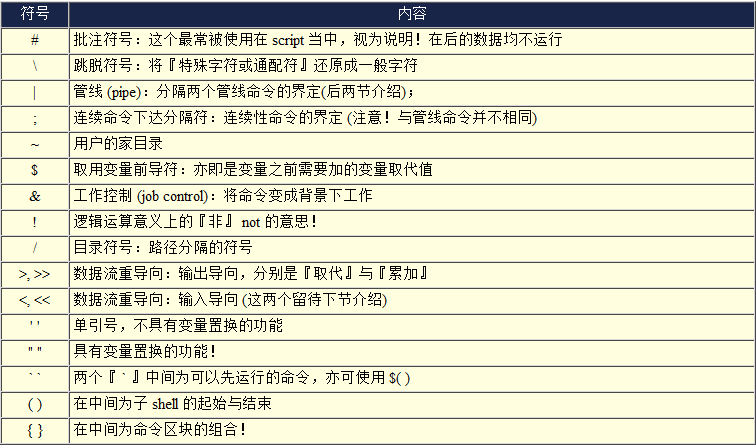 符号 内容
# 批注符号：这个最常被使用在 script 当中，视为说明！在后的数据均不运行
\ 跳脱符号：将『特殊字符或通配符』还原成一般字符
| 管线 (pipe)：分隔两个管线命令的界定(后两节介绍)；
; 连续命令下达分隔符：连续性命令的界定 (注意！与管线命令并不相同)
~ 用户的家目录
$ 取用变量前导符：亦即是变量之前需要加的变量取代值
& 工作控制 (job control)：将命令变成背景下工作
! 逻辑运算意义上的『非』 not 的意思！
/ 目录符号：路径分隔的符号
>, >> 数据流重导向：输出导向，分别是『取代』与『累加』
<, << 数据流重导向：输入导向 (这两个留待下节介绍)
' ' 单引号，不具有变量置换的功能
" " 具有变量置换的功能！
` ` 两个『 ` 』中间为可以先运行的命令，亦可使用 $( )
( ) 在中间为子 shell 的起始与结束
{ } 在中间为命令区块的组合！